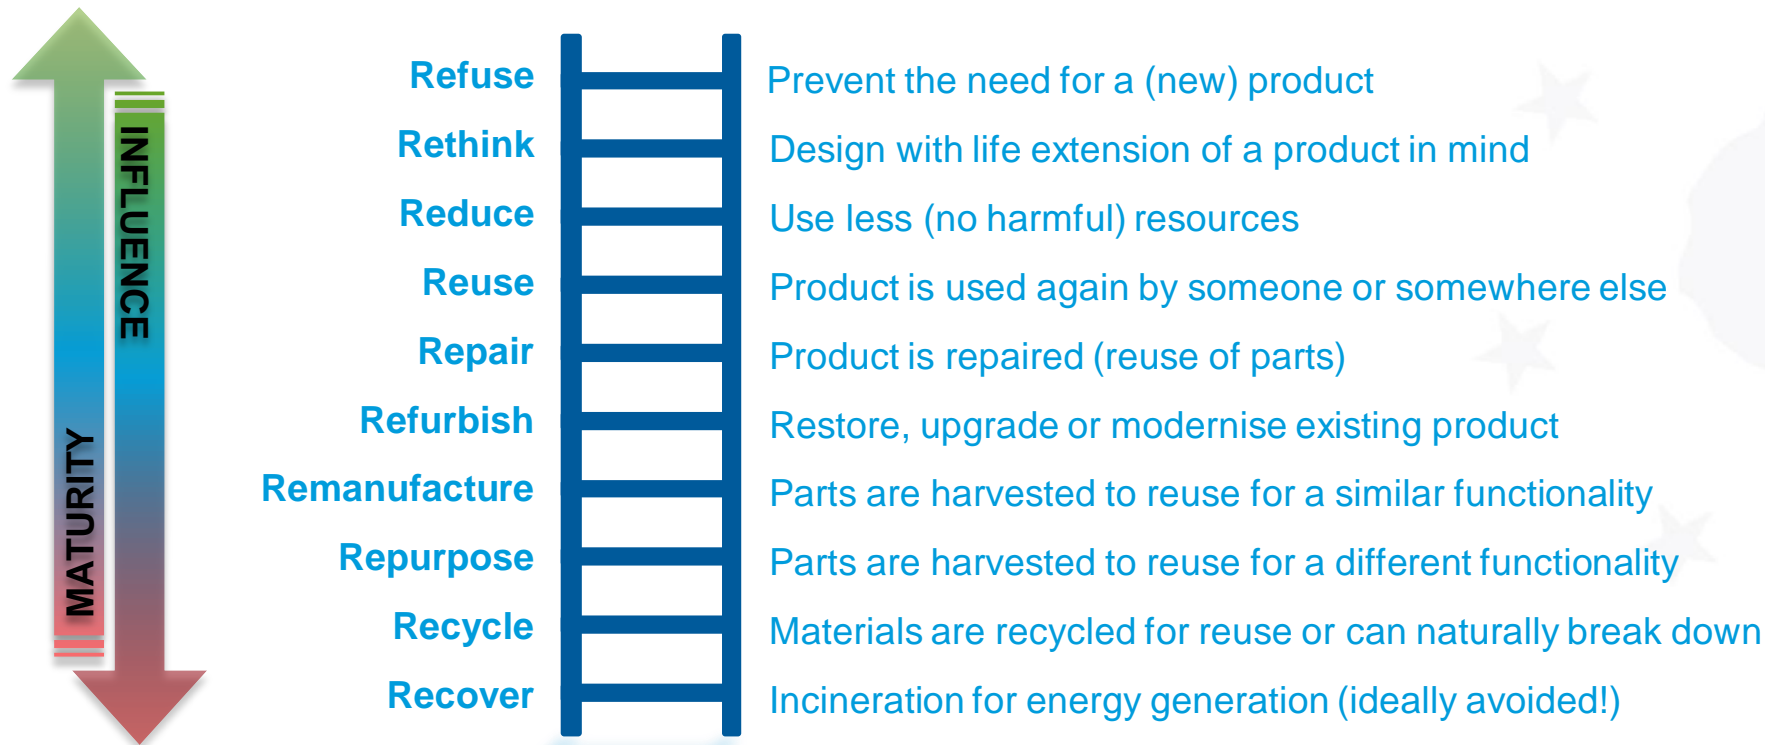 INFLUENCE
MATURITY
Refuse Prevent the need for a (new) product
Rethink Design with life extension of a product in mind
Reduce Use less (no harmful) resources
Reuse Product is used again by someone or somewhere else
Repair Product is repaired (reuse of parts)
Refurbish Restore, upgrade or modernise existing product
Remanufacture Parts are harvested to reuse for a similar functionality
Repurpose Parts are harvested to reuse for a different functionality
Recycle Materials are recycled for reuse or can naturally break down
Recover Incineration for energy generation (ideally avoided!)